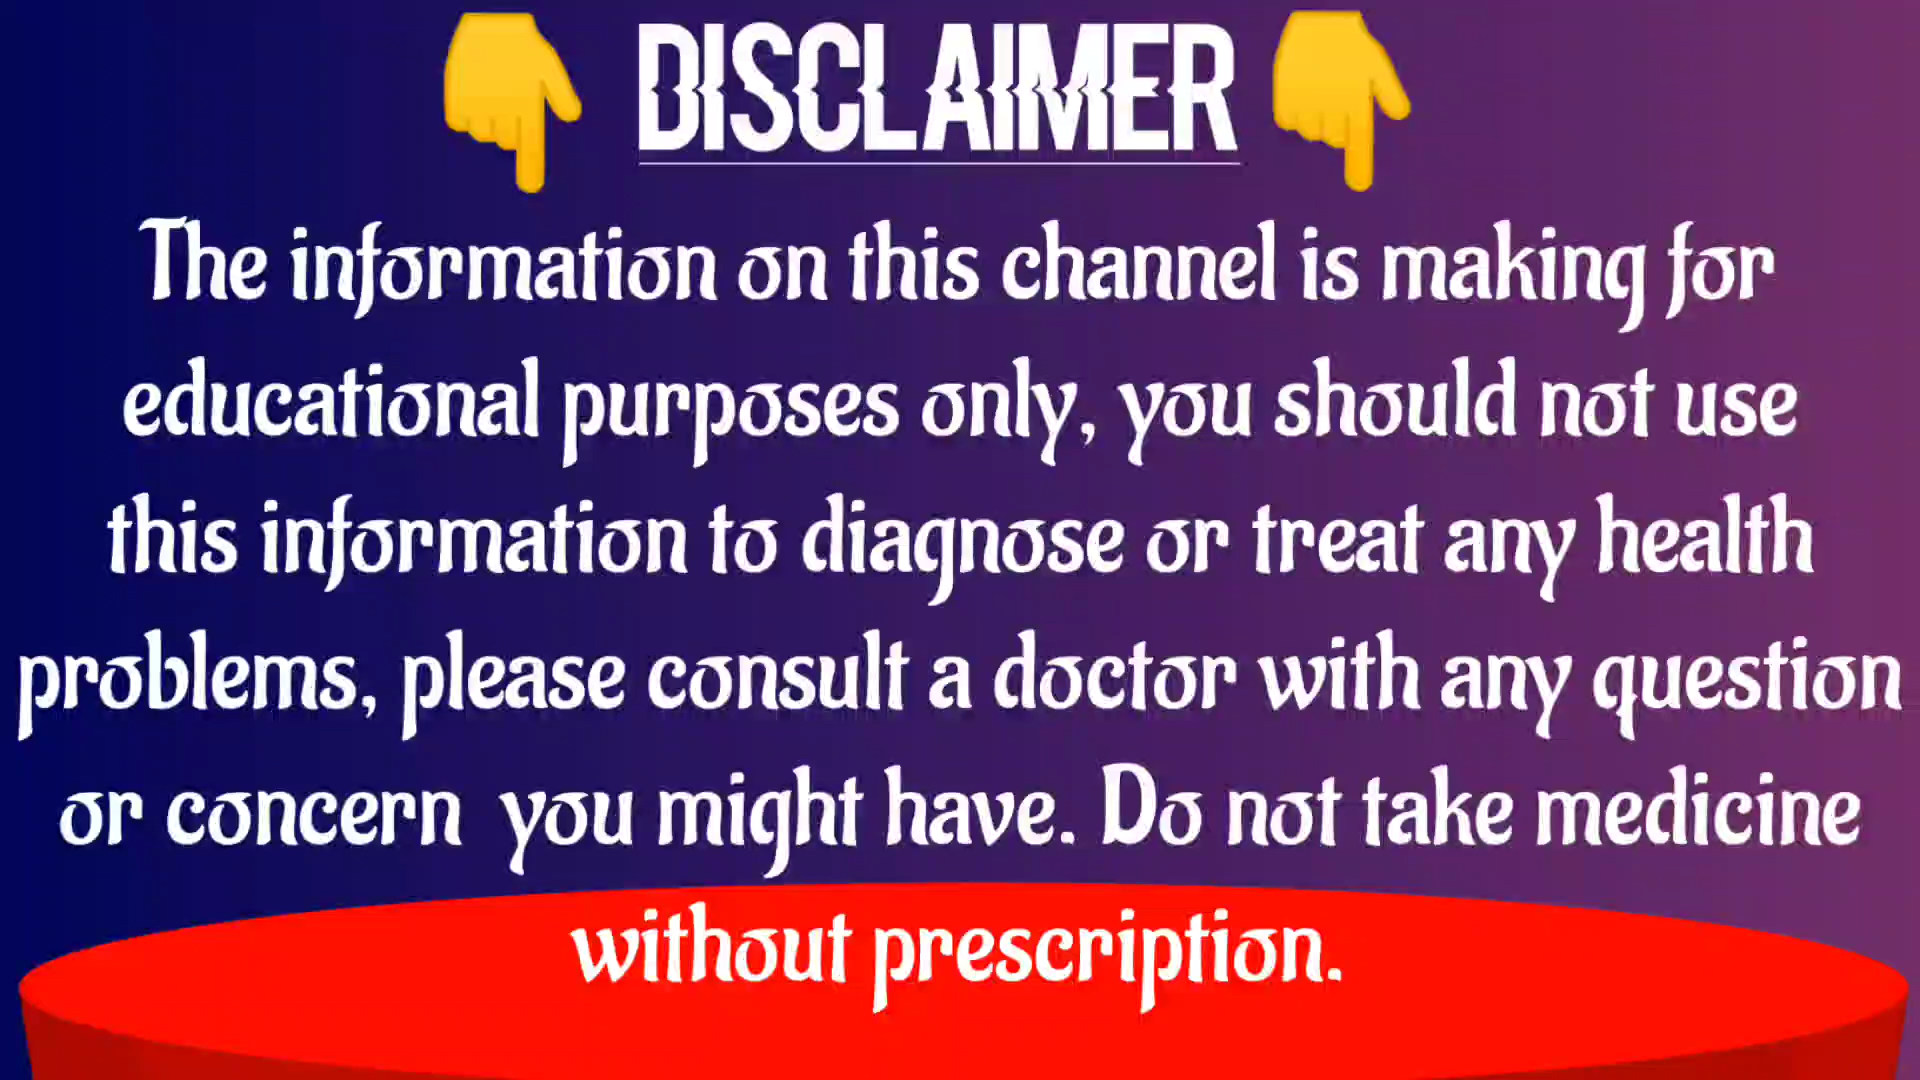 DISCLAIMER
The information on this channel is making for
educational purposes only, you should not use
this information to diagnose or treat any health
problems, please consult a doctor with any question
or concern you might have. Do not take medicine
without prescription.